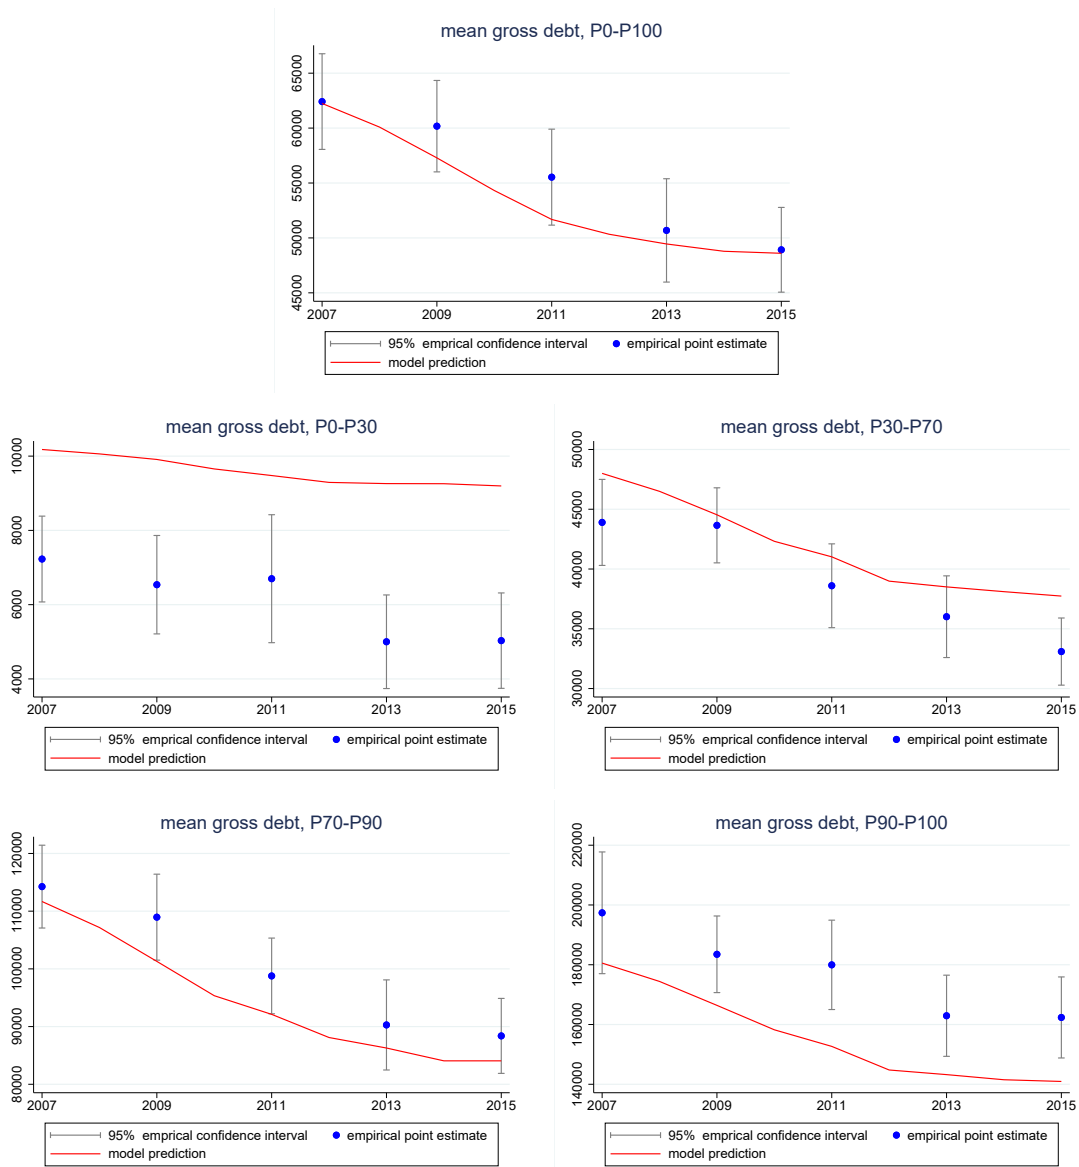 mean gross debt, P0-P100
65000
60000
55000
50000
45000
2007 2009 2011 2013 2015
95% emprical confidence interval empirical point estimate
model prediction
mean gross debt, P0-P30
10000
8000
6000
4000
2007 2009 2011 2013 2015
95% emprical confidence interval empirical point estimate
model prediction
mean gross debt, P30-P70
50000
45000
40000
35000
30000
2007 2009 2011 2013 2015
95% emprical confidence interval empirical point estimate
model prediction
mean gross debt, P70-P90
120000
110000
100000
90000
80000
2007 2009 2011 2013 2015
95% emprical confidence interval empirical point estimate
model prediction
mean gross debt, P90-P100
220000
200000
180000
160000
140000
2007 2009 2011 2013 2015
95% emprical confidence interval empirical point estimate
model prediction